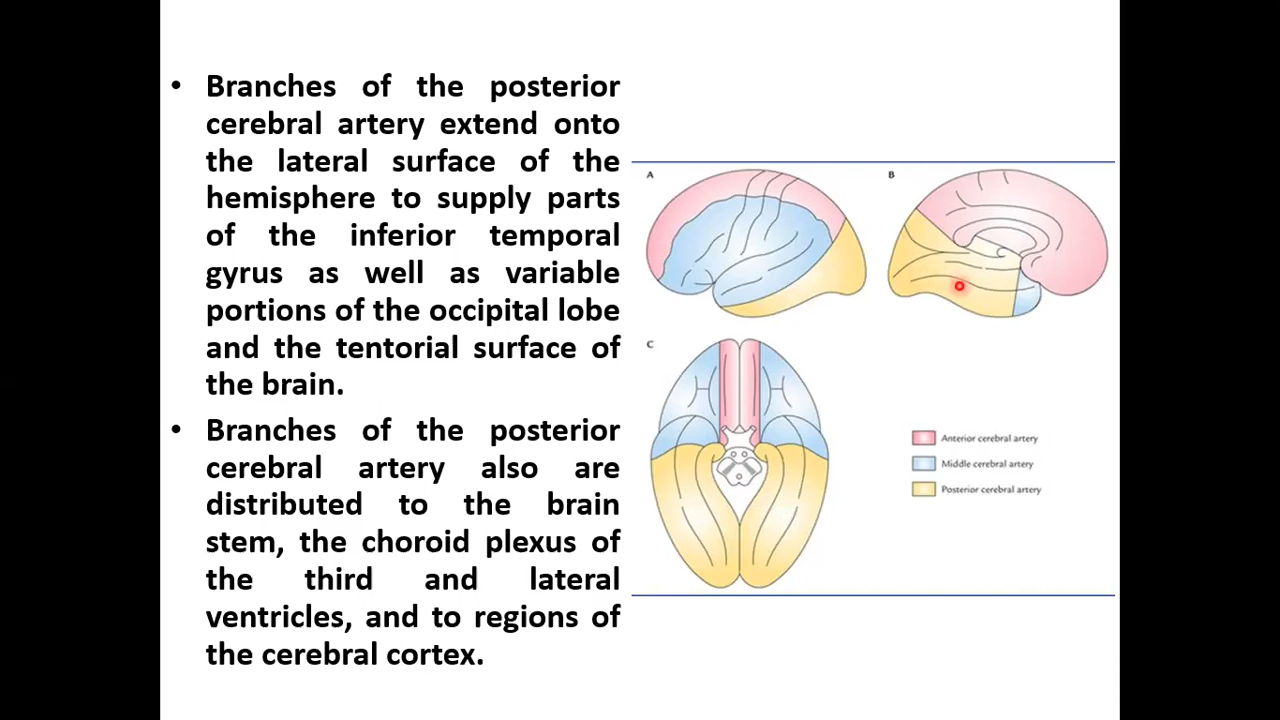 • Branches of the posterior
cerebral artery extend onto
the lateral surface of the
hemisphere to supply parts
of the inferior temporal
gyrus as well as variable
portions of the occipital lobe
and the tentorial surface of
the brain.
• Branches of the posterior
cerebral artery also are
distributed to the brain
stem, the choroid plexus of
the third and lateral
ventricles, and to regions of
the cerebral cortex.
A
B
C
Anterior cerebral artery
Middle cerebral artery
Posterior cerebral artery